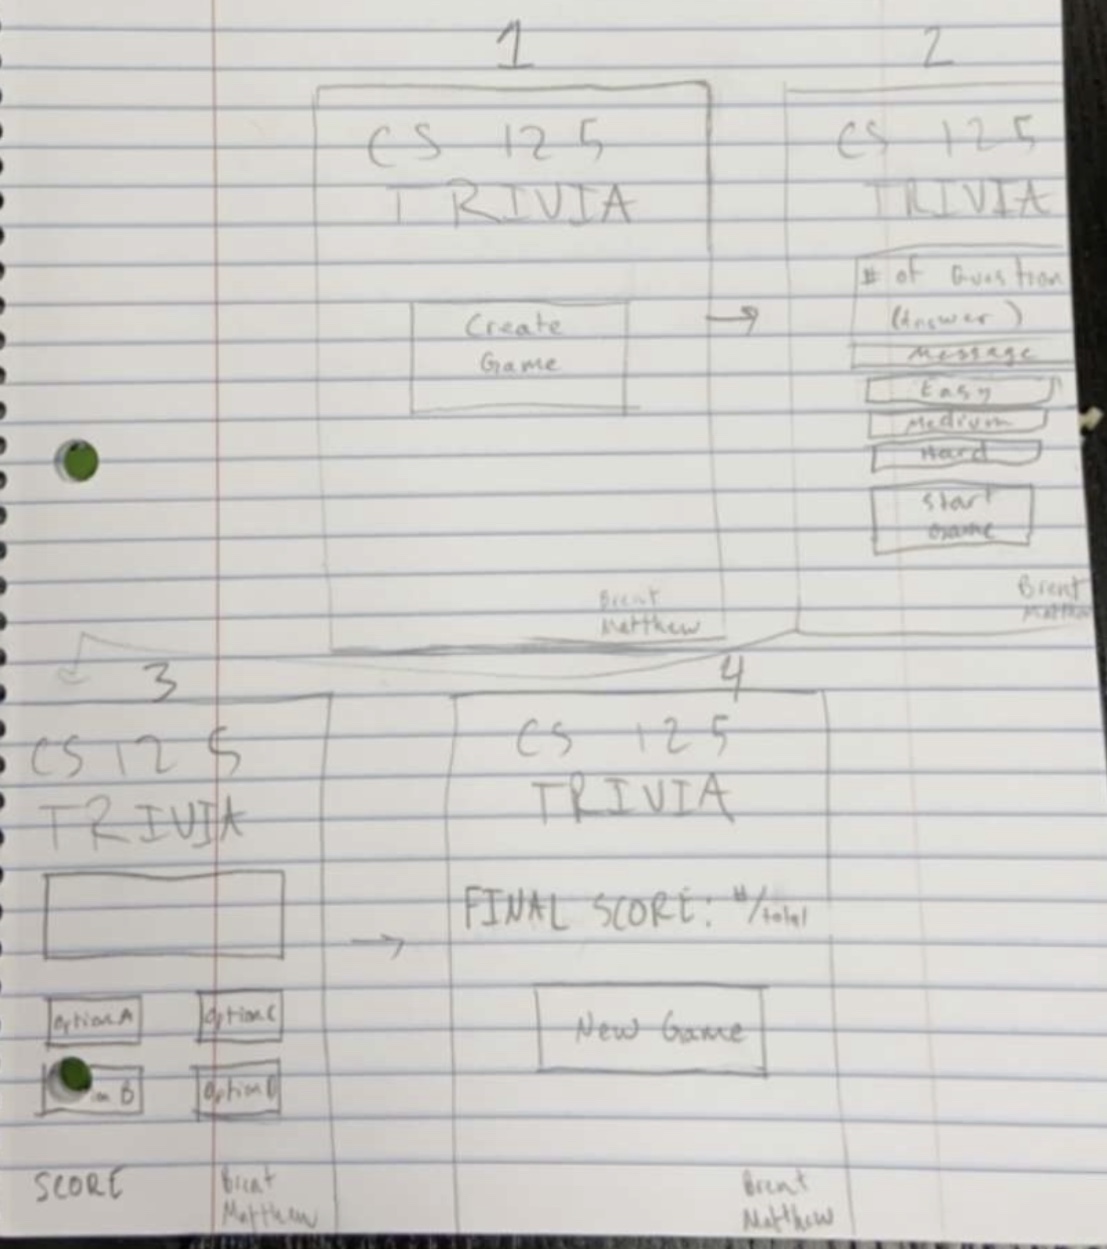 1
CS 125
TRIVIA
Create
Game
Brent
Matthew
2
CS 125
TRIVIA
# of Question
(Answer)
Message
Easy
Medium
Hard
Start
Game
Brent
Matthew
3
CS 125
TRIVIA
Option A
Option C
on B
Option D
SCORE
Brent
Matthew
4
CS 125
TRIVIA
FINAL SCORE: #/total
New Game
Brent
Matthew